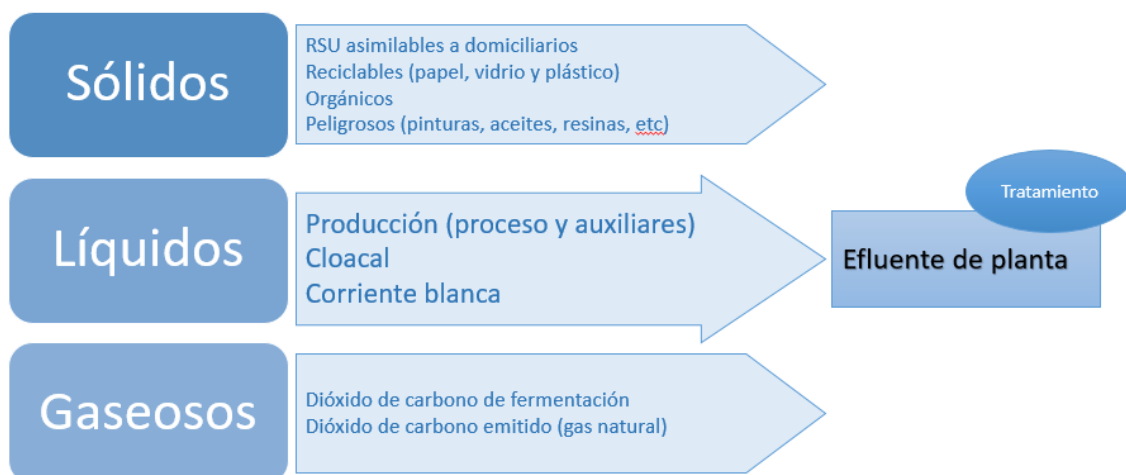 Sólidos
RSU asimilables a domiciliarios
Reciclables (papel, vidrio y plástico)
Orgánicos
Peligrosos (pinturas, aceites, resinas, etc)
Líquidos
Producción (proceso y auxiliares)
Cloacal
Corriente blanca
Tratamiento
Efluente de planta
Gaseosos
Dióxido de carbono de fermentación
Dióxido de carbono emitido (gas natural)